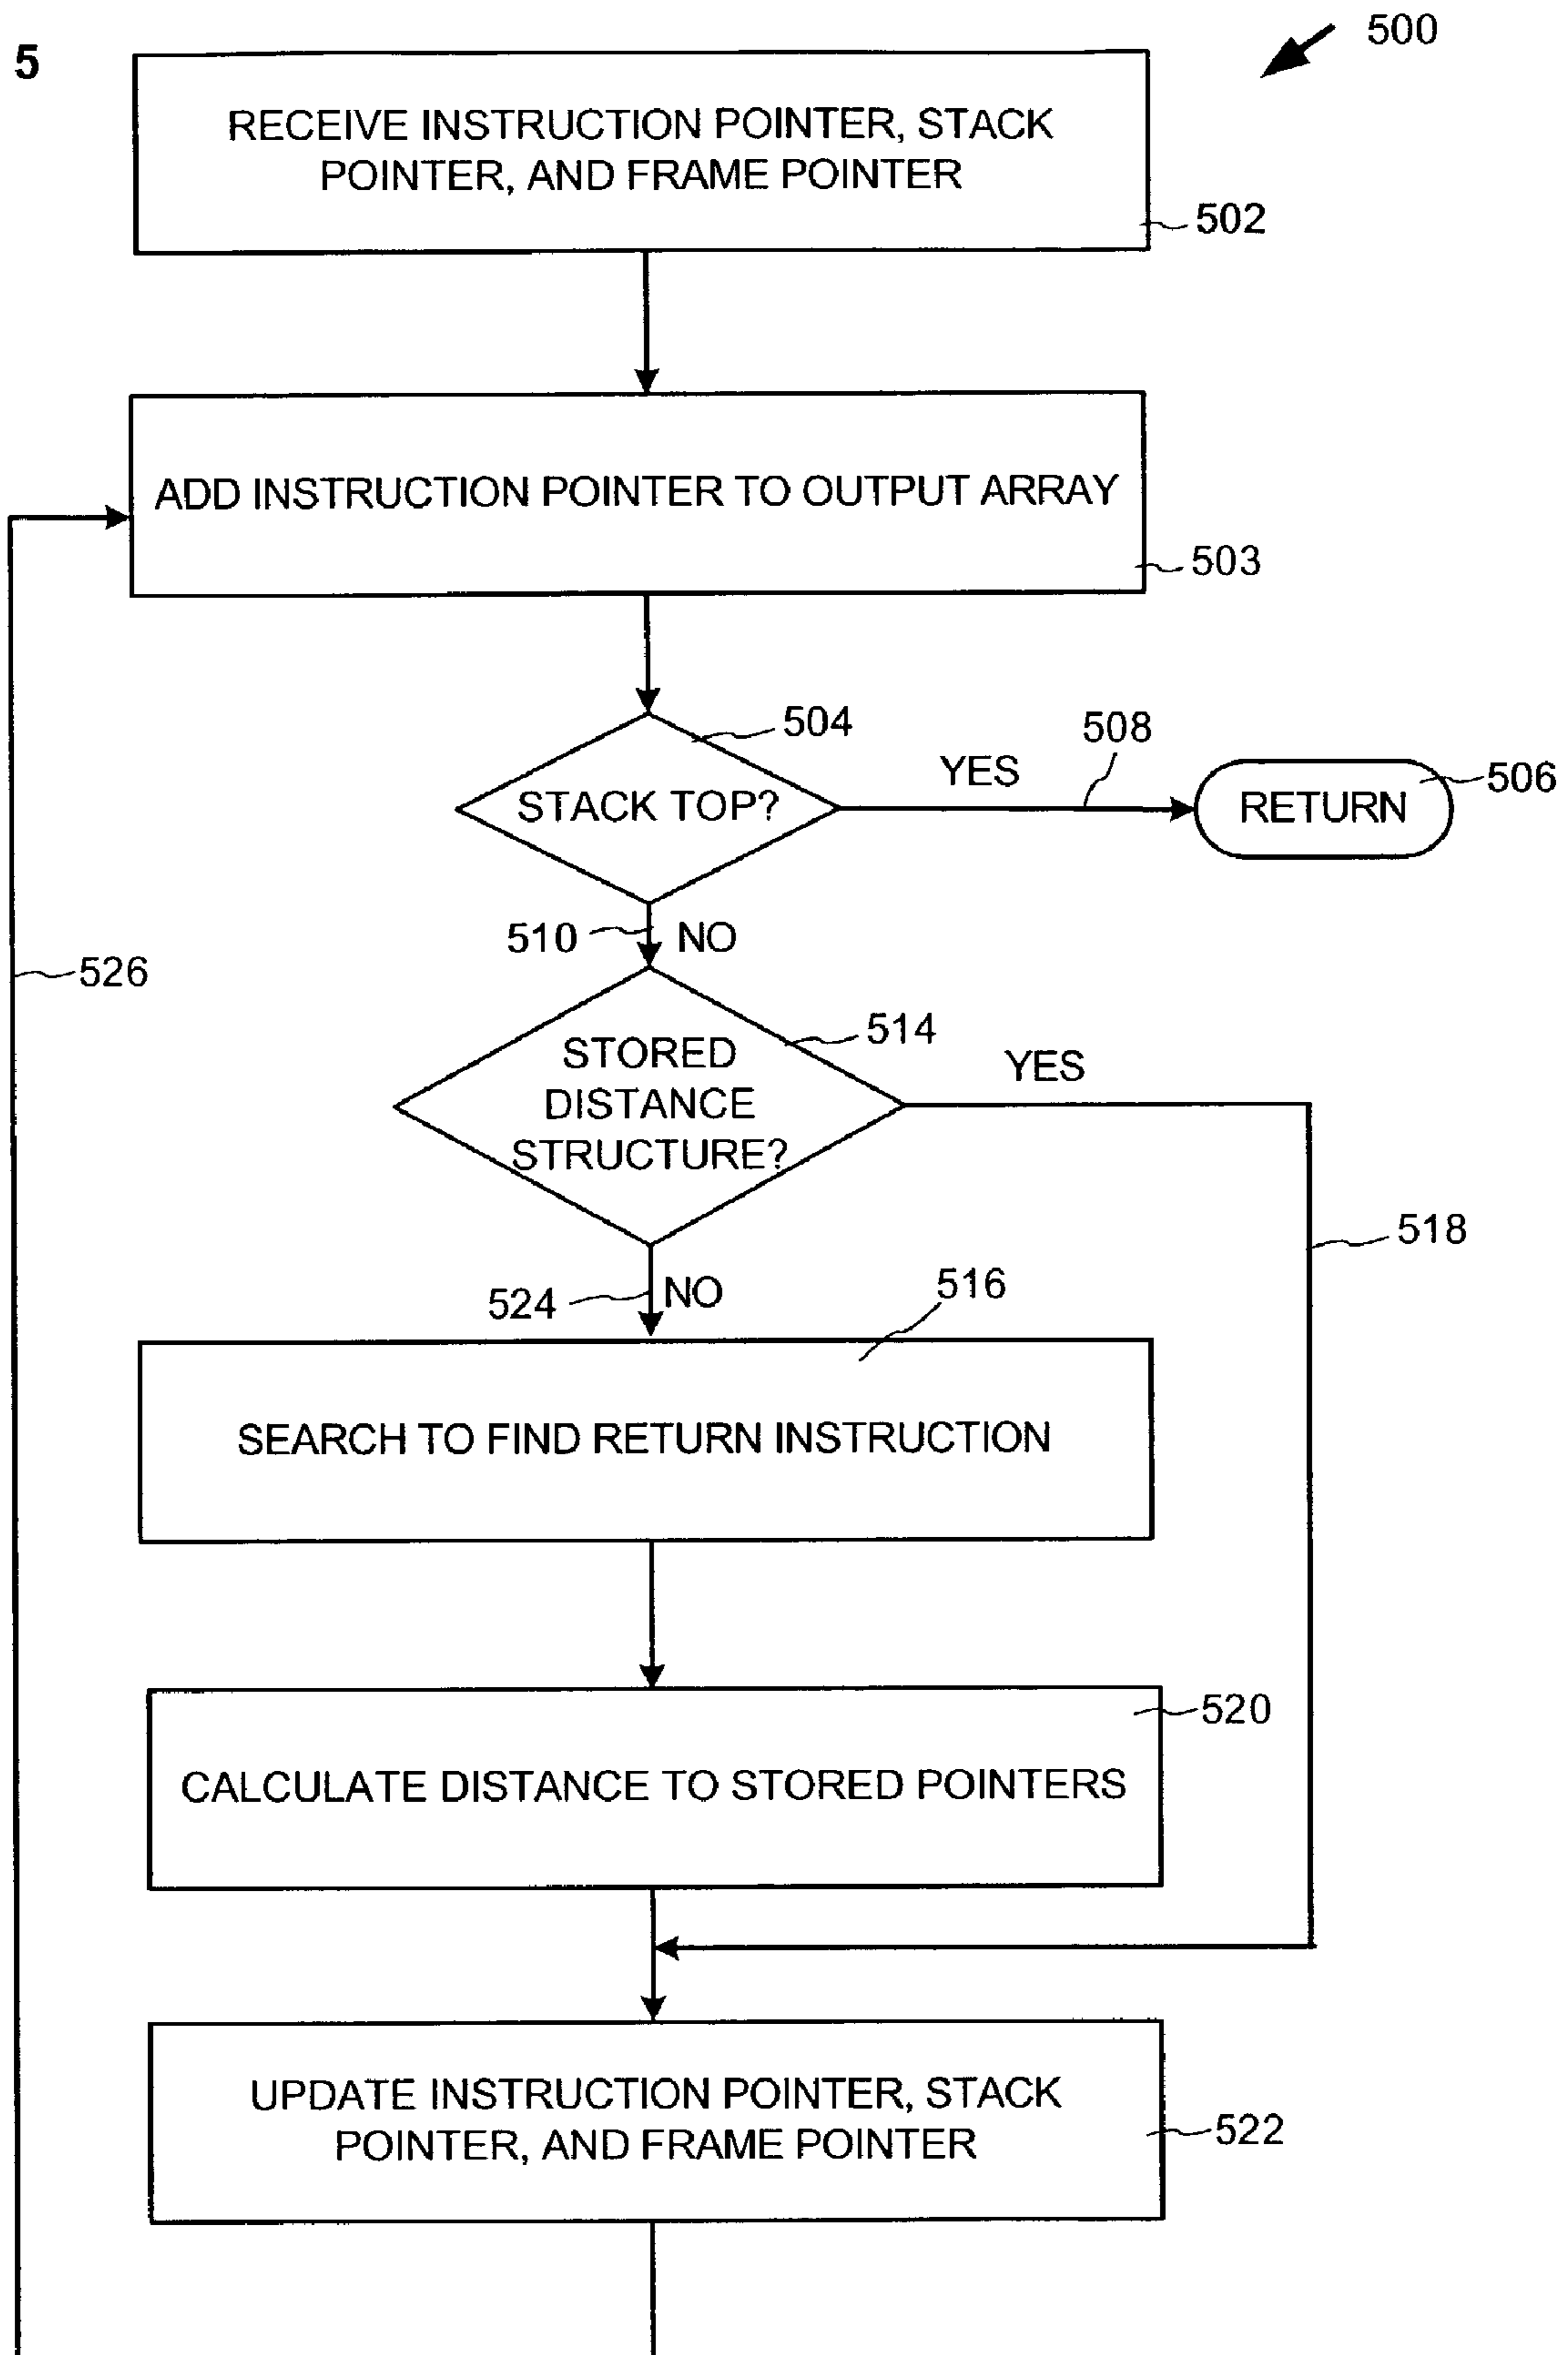 5
500
RECEIVE INSTRUCTION POINTER, STACK
POINTER, AND FRAME POINTER
502
ADD INSTRUCTION POINTER TO OUTPUT ARRAY
503
504
STACK TOP?
YES
508
RETURN
506
510
NO
526
STORED
DISTANCE
STRUCTURE?
514
YES
518
524
NO
516
SEARCH TO FIND RETURN INSTRUCTION
520
CALCULATE DISTANCE TO STORED POINTERS
UPDATE INSTRUCTION POINTER, STACK
POINTER, AND FRAME POINTER
522